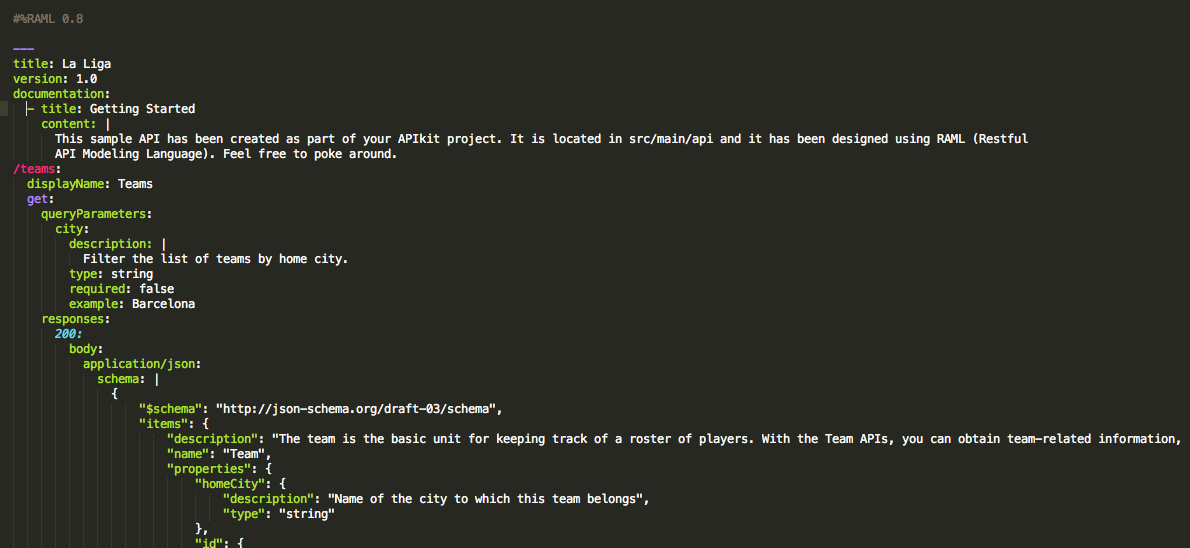 #%RAML 0.8
---
title: La Liga
version: 1.0
documentation:
  - title: Getting Started
    content: |
      This sample API has been created as part of your APIkit project. It is located in src/main/api and it has been designed using RAML (Restful
      API Modeling Language). Feel free to poke around.
/teams:
  displayName: Teams
  get:
    queryParameters:
      city:
        description: |
          Filter the list of teams by home city.
        type: string
        required: false
        example: Barcelona
    responses:
      200:
        body:
          application/json:
            schema: |
              {
                  "$schema": "http://json-schema.org/draft-03/schema",
                  "items": {
                      "description": "The team is the basic unit for keeping track of a roster of players. With the Team APIs, you can obtain team-related information,
                      "name": "Team",
                      "properties": {
                          "homeCity": {
                              "description": "Name of the city to which this team belongs",
                              "type": "string"
                          },
                          "id": {